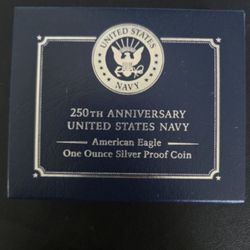 UNITED STATES
NAVY
250TH ANNIVERSARY
UNITED STATES NAVY
American Eagle
One Ounce Silver Proof Coin